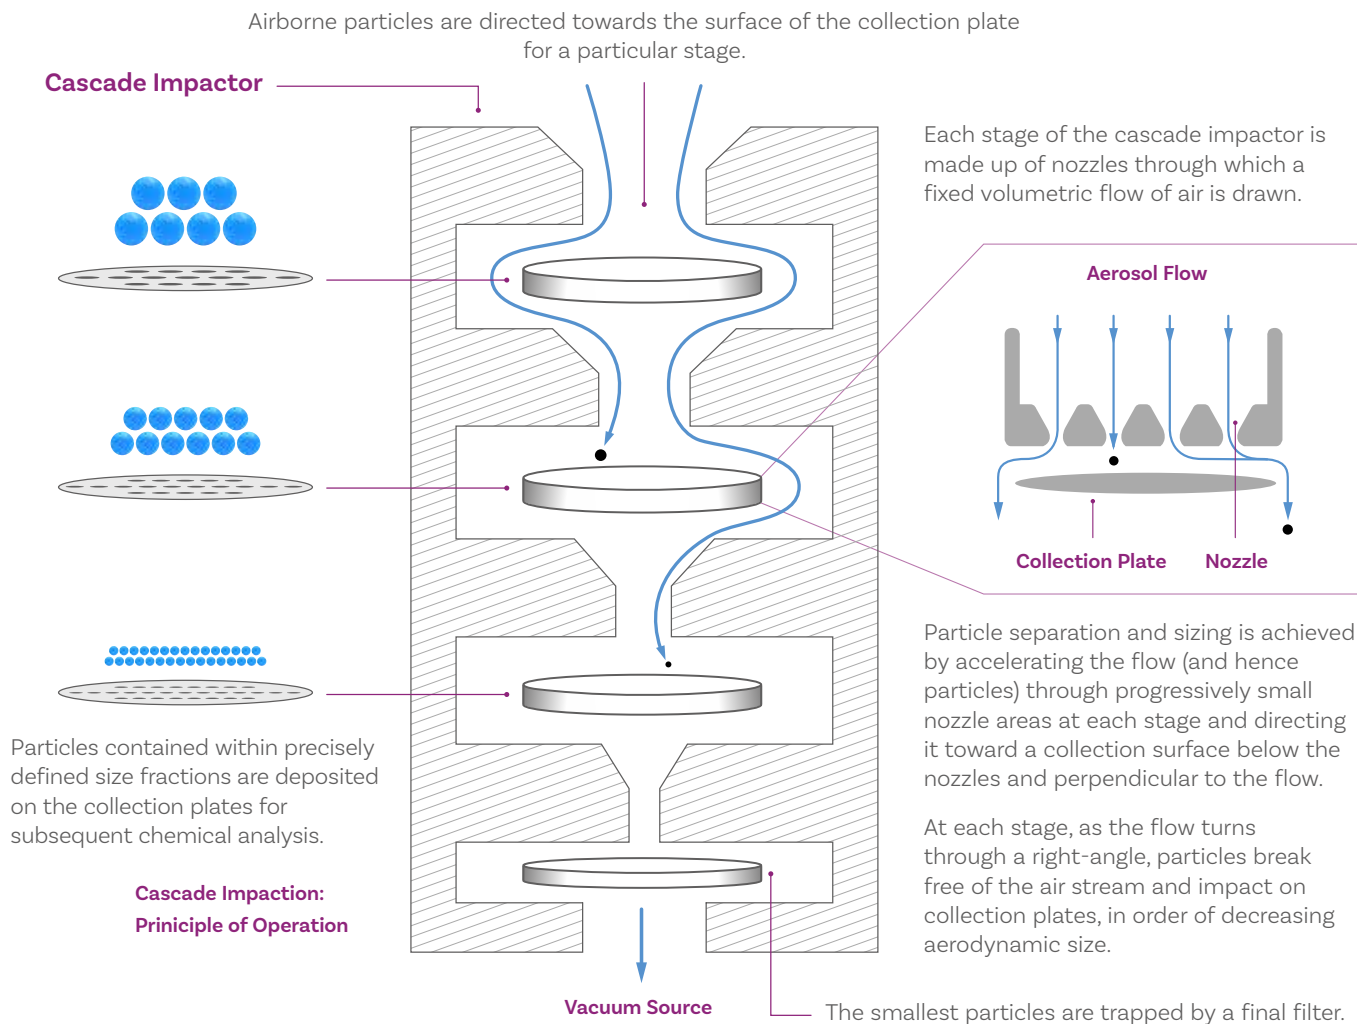 Airborne particles are directed towards the surface of the collection plate
for a particular stage.
Cascade Impactor
Each stage of the cascade impactor is
made up of nozzles through which a
fixed volumetric flow of air is drawn.
Aerosol Flow
Collection Plate
Nozzle
Particle separation and sizing is achieved
by accelerating the flow (and hence
particles) through progressively small
nozzle areas at each stage and directing
it toward a collection surface below the
nozzles and perpendicular to the flow.
At each stage, as the flow turns
through a right-angle, particles break
free of the air stream and impact on
collection plates, in order of decreasing
aerodynamic size.
Particles contained within precisely
defined size fractions are deposited
on the collection plates for
subsequent chemical analysis.
Cascade Impaction:
Priniciple of Operation
Vacuum Source
The smallest particles are trapped by a final filter.